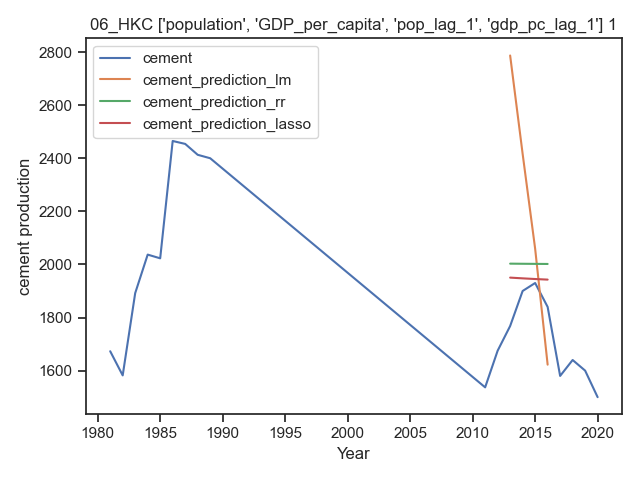 06_HKC ['population', 'GDP_per_capita', 'pop_lag_1', 'gdp_pc_lag_1'] 1
cement
cement_prediction_lm
cement_prediction_rr
cement_prediction_lasso
cement production
2800
2600
2400
2200
2000
1800
1600
1980 1985 1990 1995 2000 2005 2010 2015 2020
Year